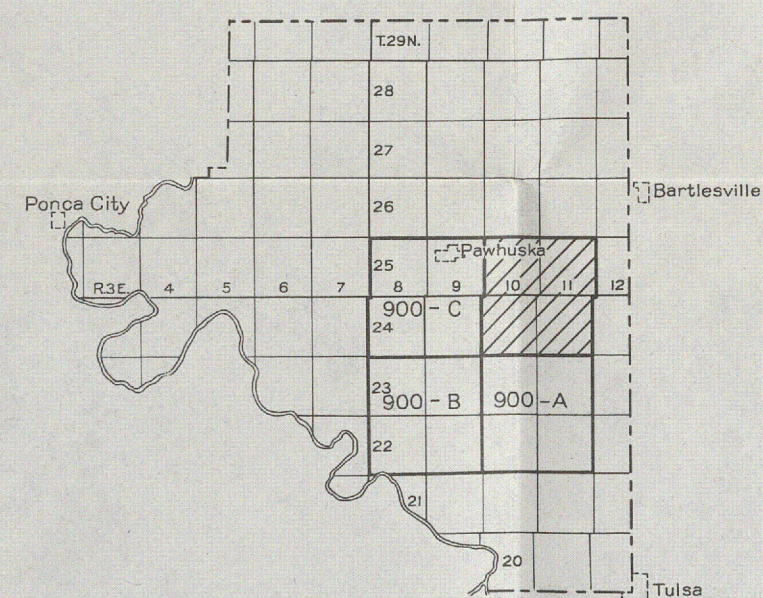 T.29N.
28
27
Bartlesville
26
Ponca City
Pawhuska
25
R.3E. 4 5 6 7 8 9 10 11 12
900-C
24
23
900-B 900-A
22
21
20
Tulsa